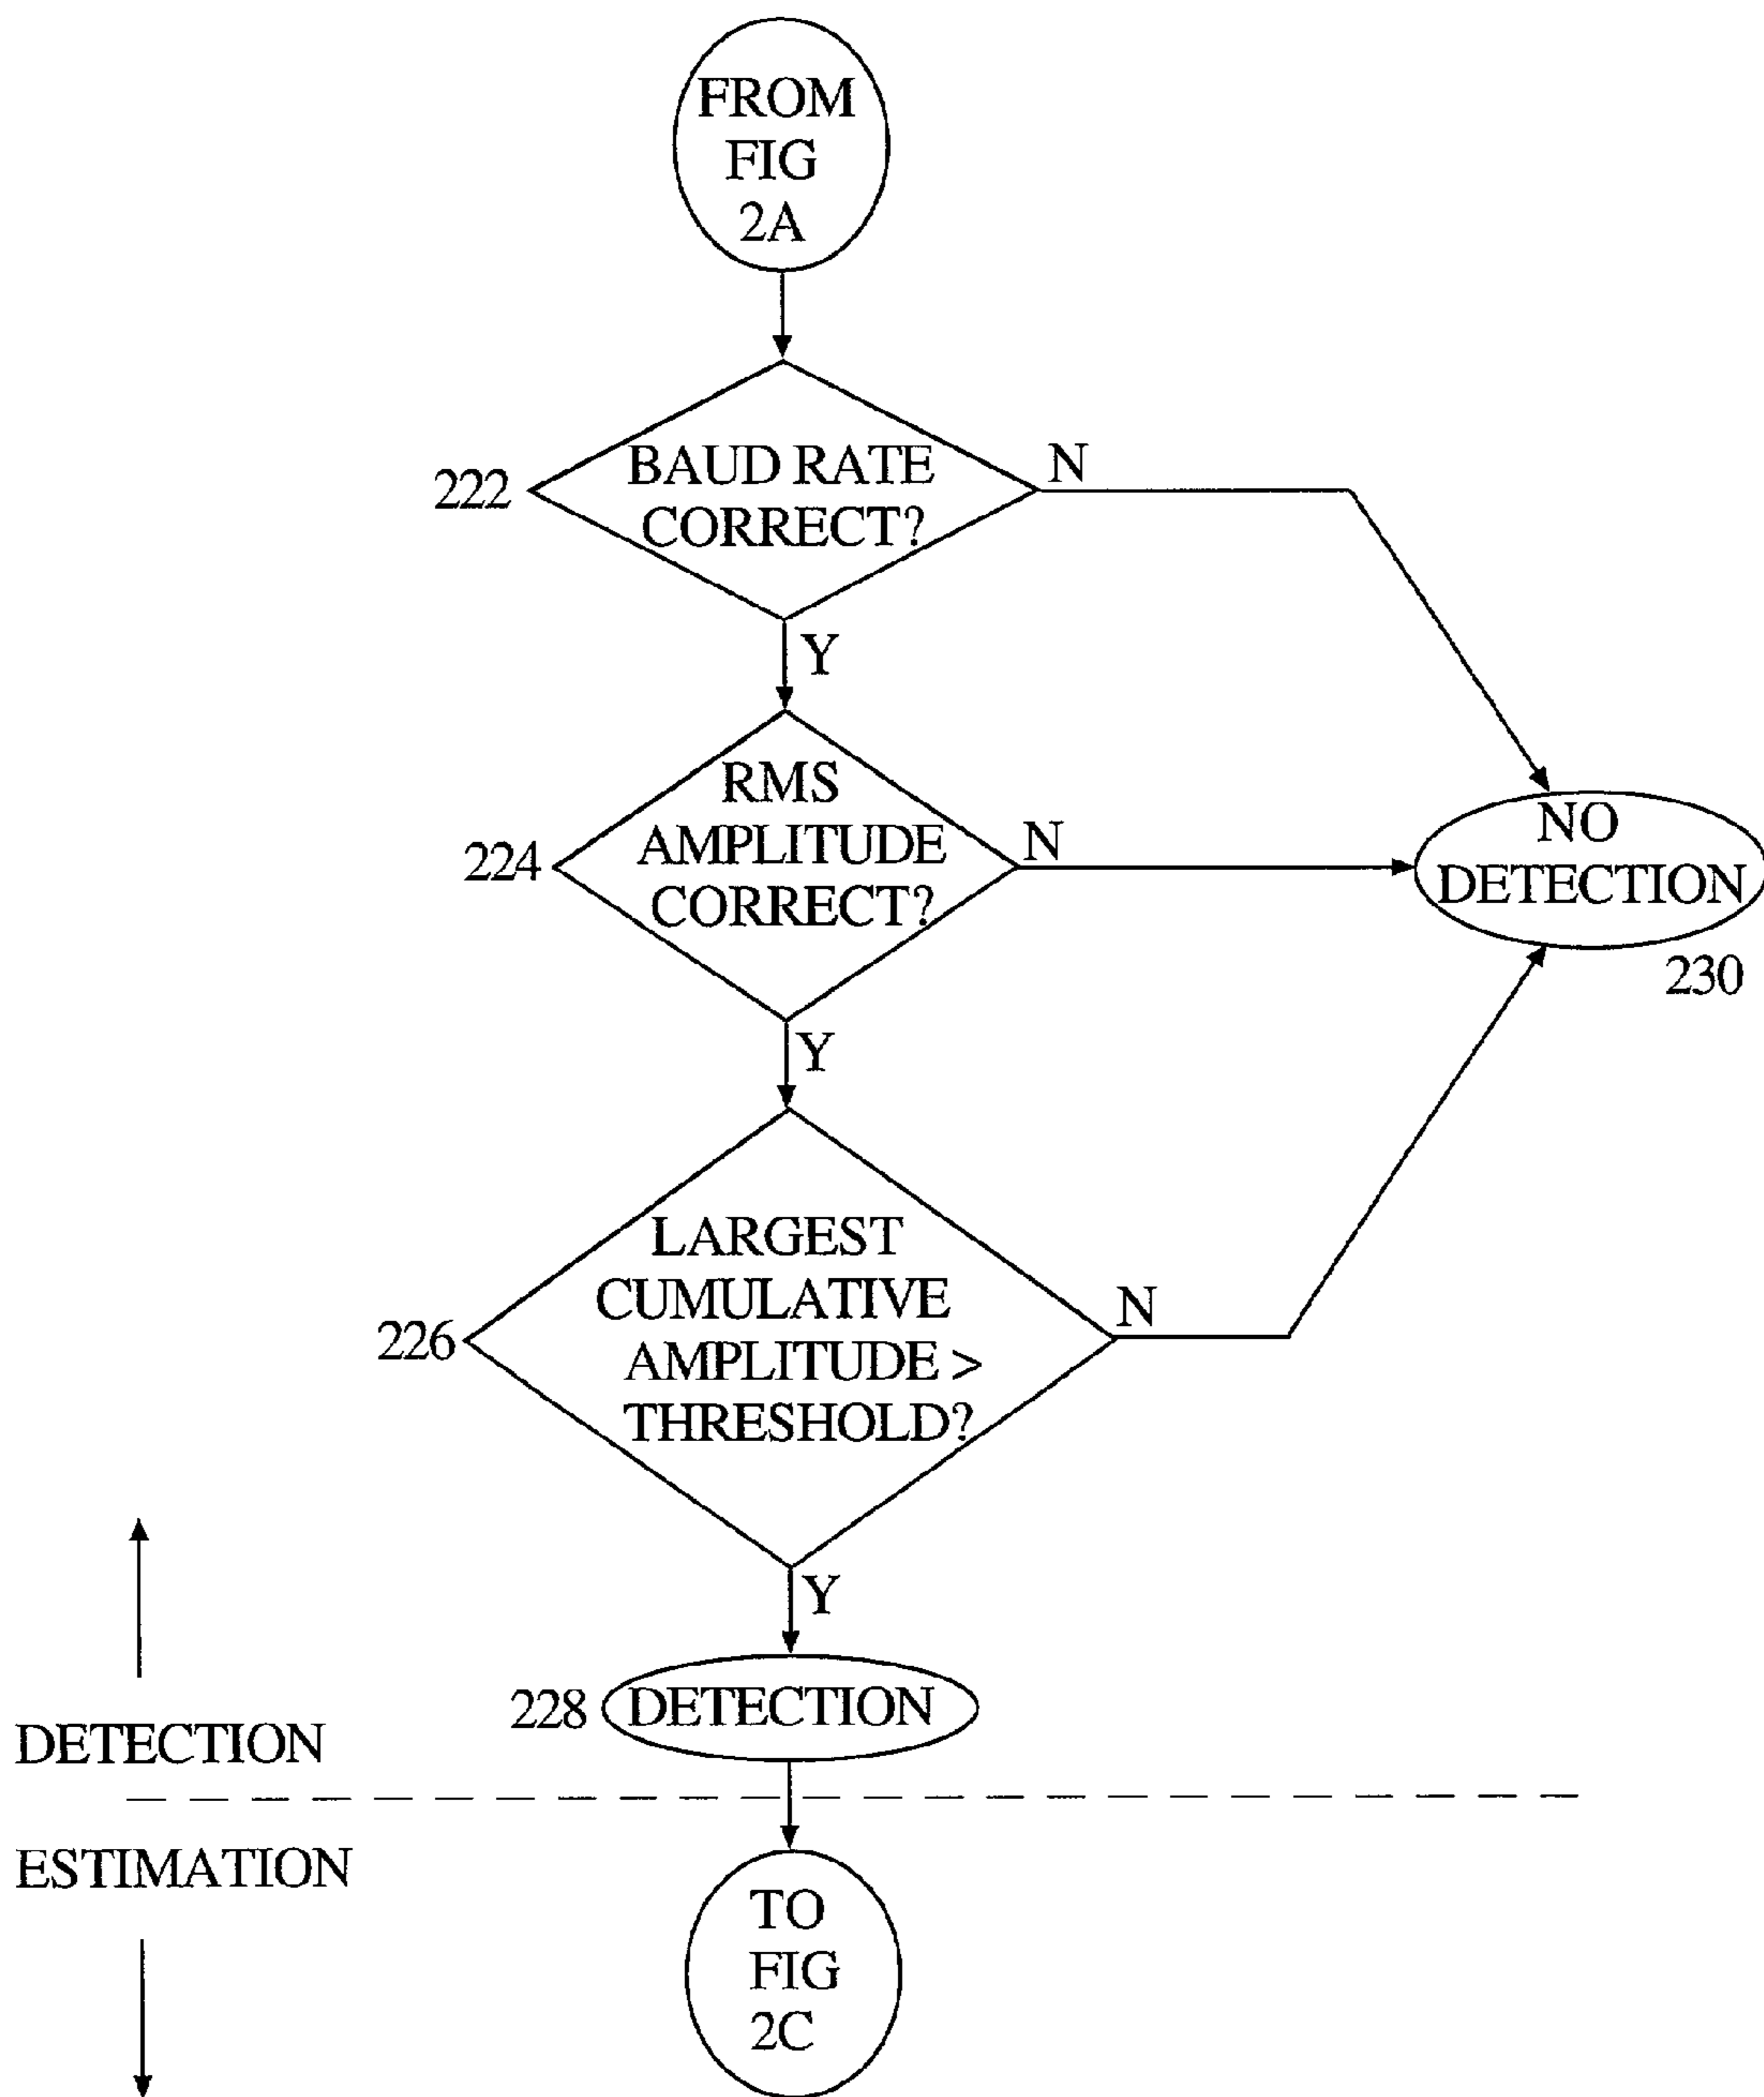 FROM
FIG
2A
222
BAUD RATE
CORRECT?
N
Y
224
RMS
AMPLITUDE
CORRECT?
N
NO
DETECTION
230
Y
226
LARGEST
CUMULATIVE
AMPLITUDE >
THRESHOLD?
N
Y
228
DETECTION
DETECTION
ESTIMATION
TO
FIG
2C